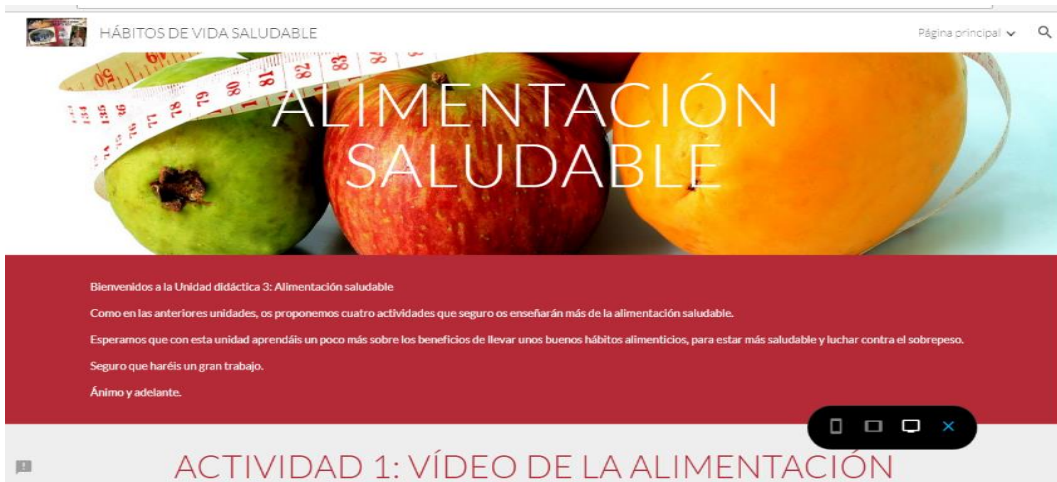 HÁBITOS DE VIDA SALUDABLE
Página principal
ALIMENTACIÓN
SALUDABLE
Bienvenidos a la Unidad didáctica 3: Alimentación saludable
Como en las anteriores unidades, os proponemos cuatro actividades que seguro os enseñarán más de la alimentación saludable.
Esperamos que con esta unidad aprendáis un poco más sobre los beneficios de llevar unos buenos hábitos alimenticios, para estar más saludable y luchar contra el sobrepeso.
Seguro que haréis un gran trabajo.
Ánimo y adelante.
ACTIVIDAD 1: VÍDEO DE LA ALIMENTACIÓN